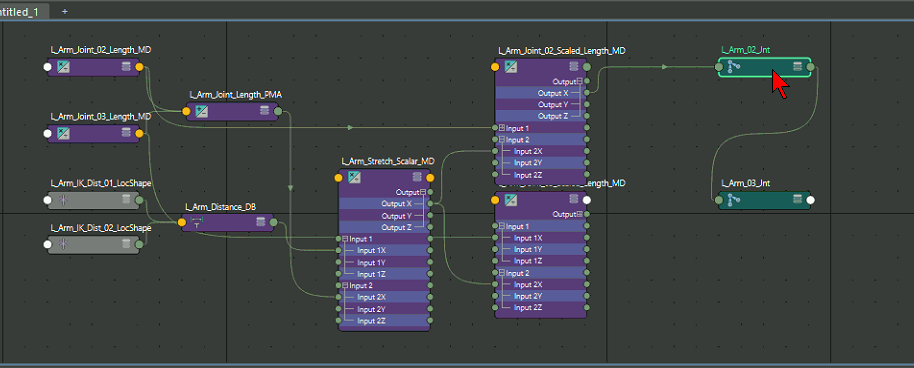 ntitled_1 +
L_Arm_Joint_02_Length_MD
L_Arm_Joint_Length_PMA
L_Arm_Joint_03_Length_MD
L_Arm_IK_Dist_01_LocShape
L_Arm_Distance_DB
L_Arm_IK_Dist_02_LocShape
L_Arm_Stretch_Scalar_MD
Output
Output X
Output Y
Output Z
Input 1
Input 1X
Input 1Y
Input 1Z
Input 2
Input 2X
Input 2Y
Input 2Z
L_Arm_Joint_02_Scaled_Length_MD
Output
Output X
Output Y
Output Z
Input 1
Input 2
Input 2X
Input 2Y
Input 2Z
Length_MD
Output
Input 1
Input 1X
Input 1Y
Input 1Z
Input 2
Input 2X
Input 2Y
Input 2Z
L_Arm_02_Jnt
L_Arm_03_Jnt